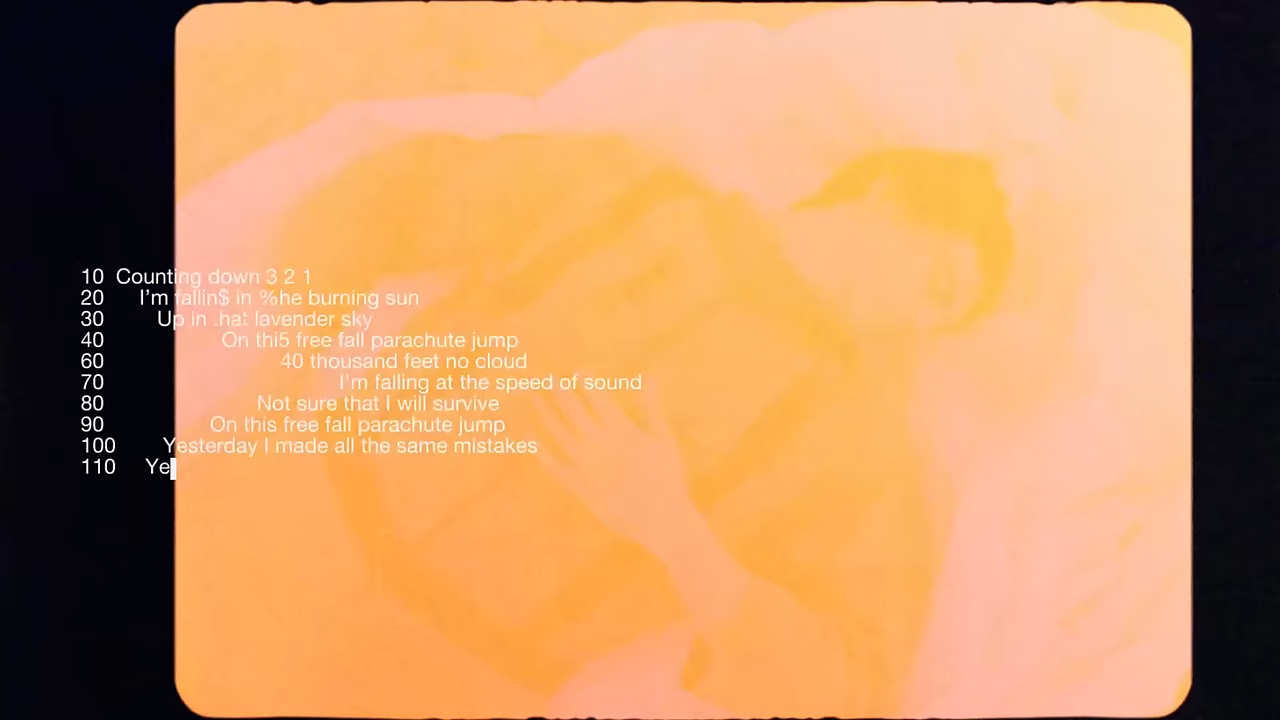 10 Counting down 3 2 1
20 I'm fallin$ in %he burning sun
30 Up in .hat lavender sky
40 On thi5 free fall parachute jump
60 40 thousand feet no cloud
70 I'm falling at the speed of sound
80 Not sure that I will survive
90 On this free fall parachute jump
100 Yesterday I made all the same mistakes
110 Ye